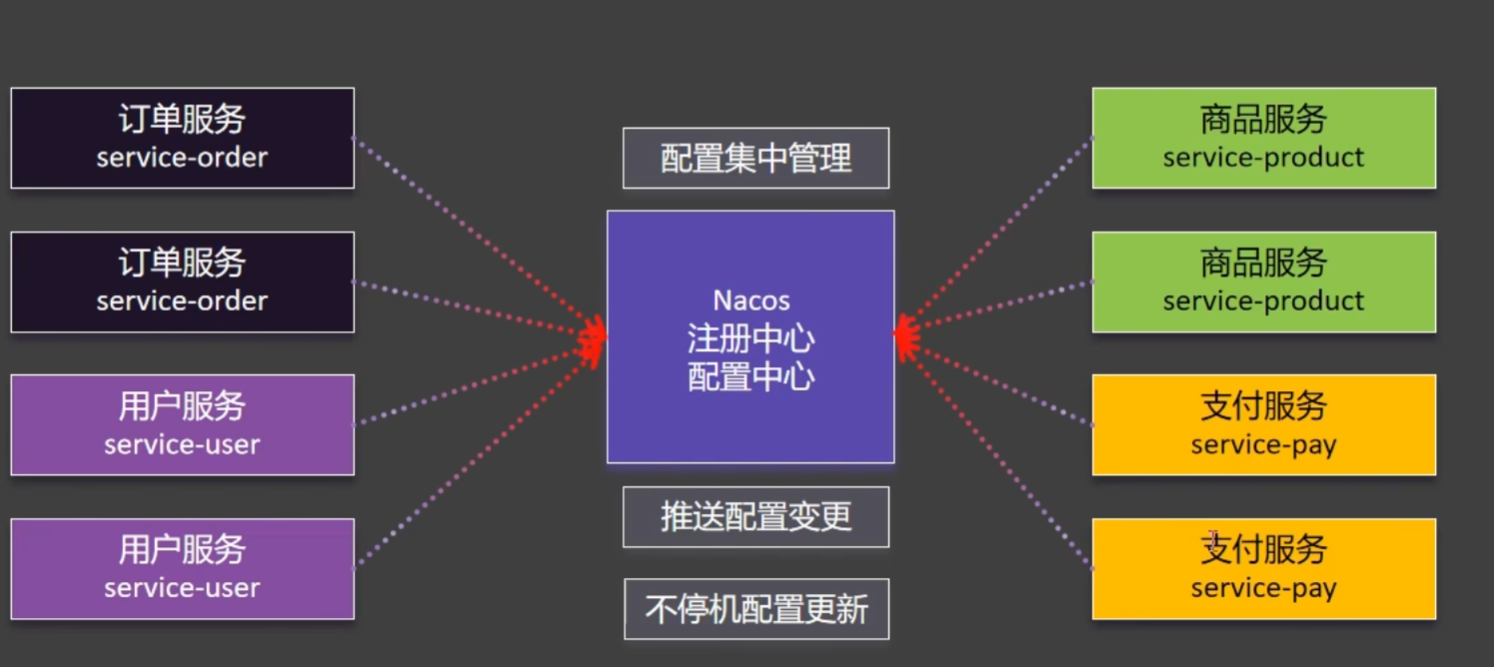 订单服务
service-order
订单服务
service-order
用户服务
service-user
用户服务
service-user
配置集中管理
Nacos
注册中心
配置中心
推送配置变更
不停机配置更新
商品服务
service-product
商品服务
service-product
支付服务
service-pay
支付服务
service-pay